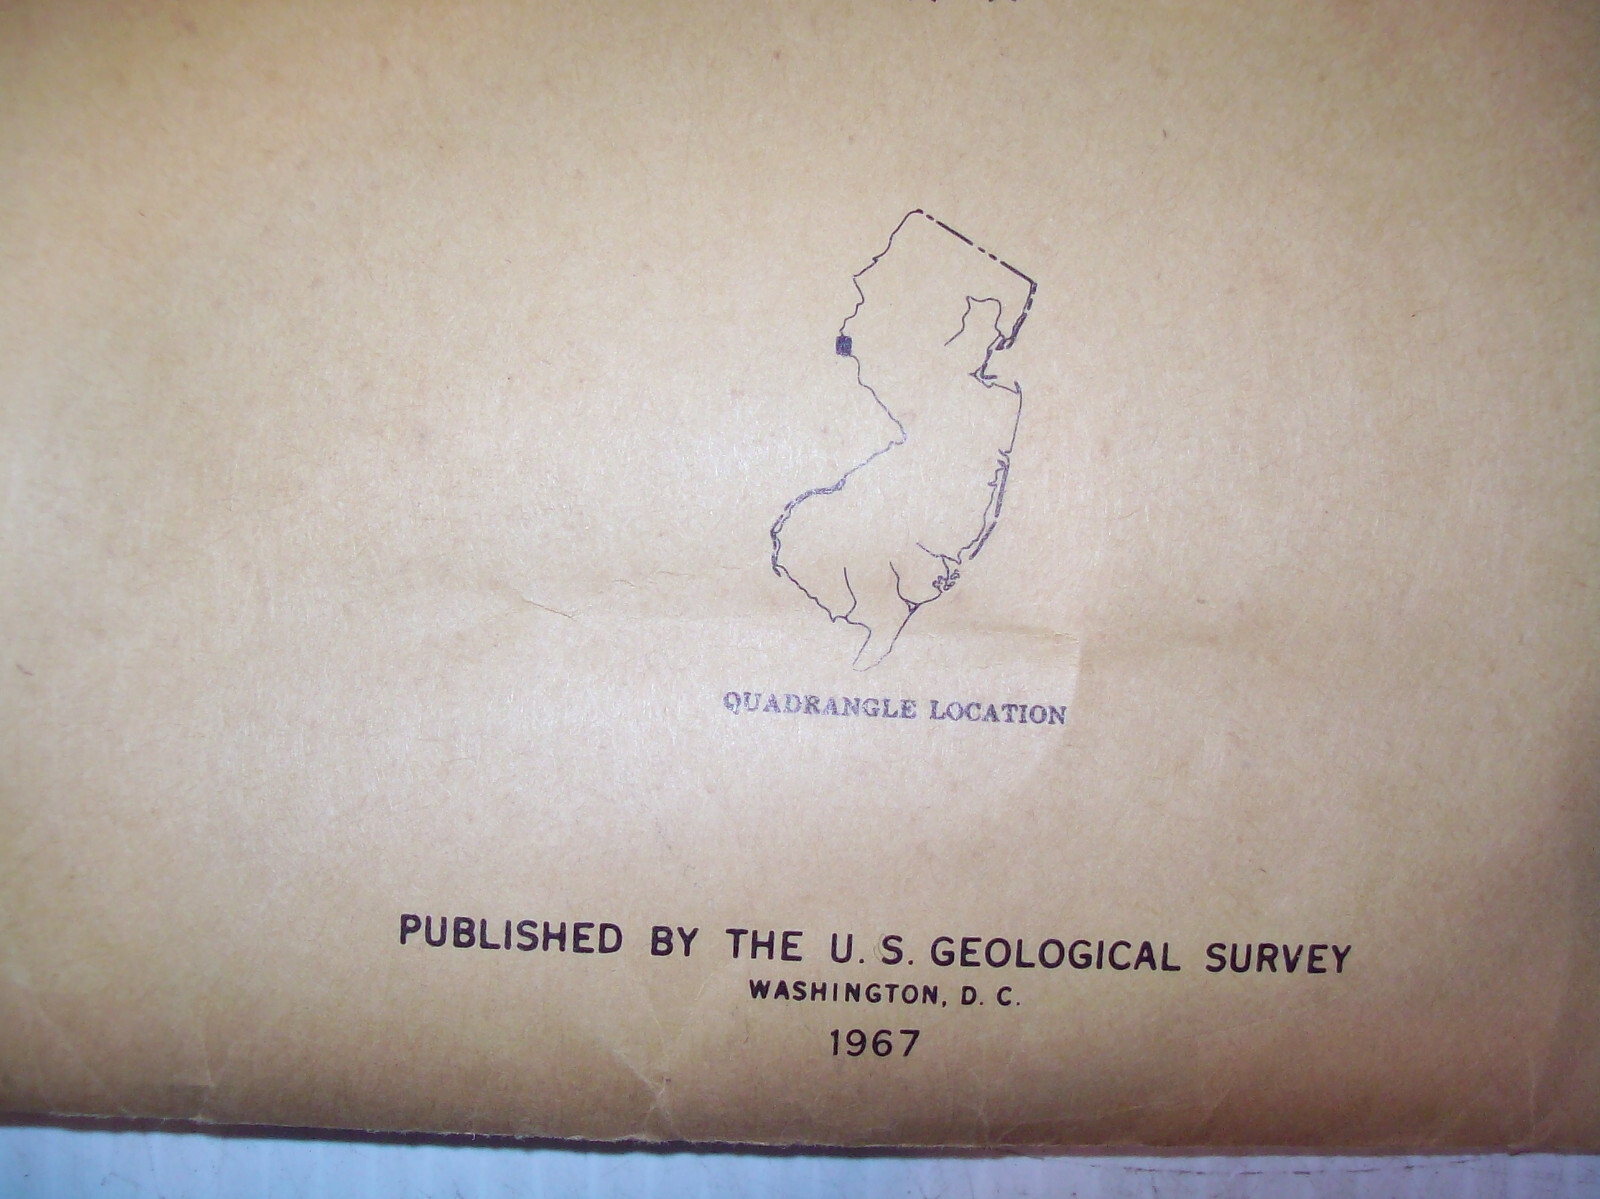 QUADRANGLE LOCATION
PUBLISHED BY THE U. S. GEOLOGICAL SURVEY
WASHINGTON, D. C.
1967